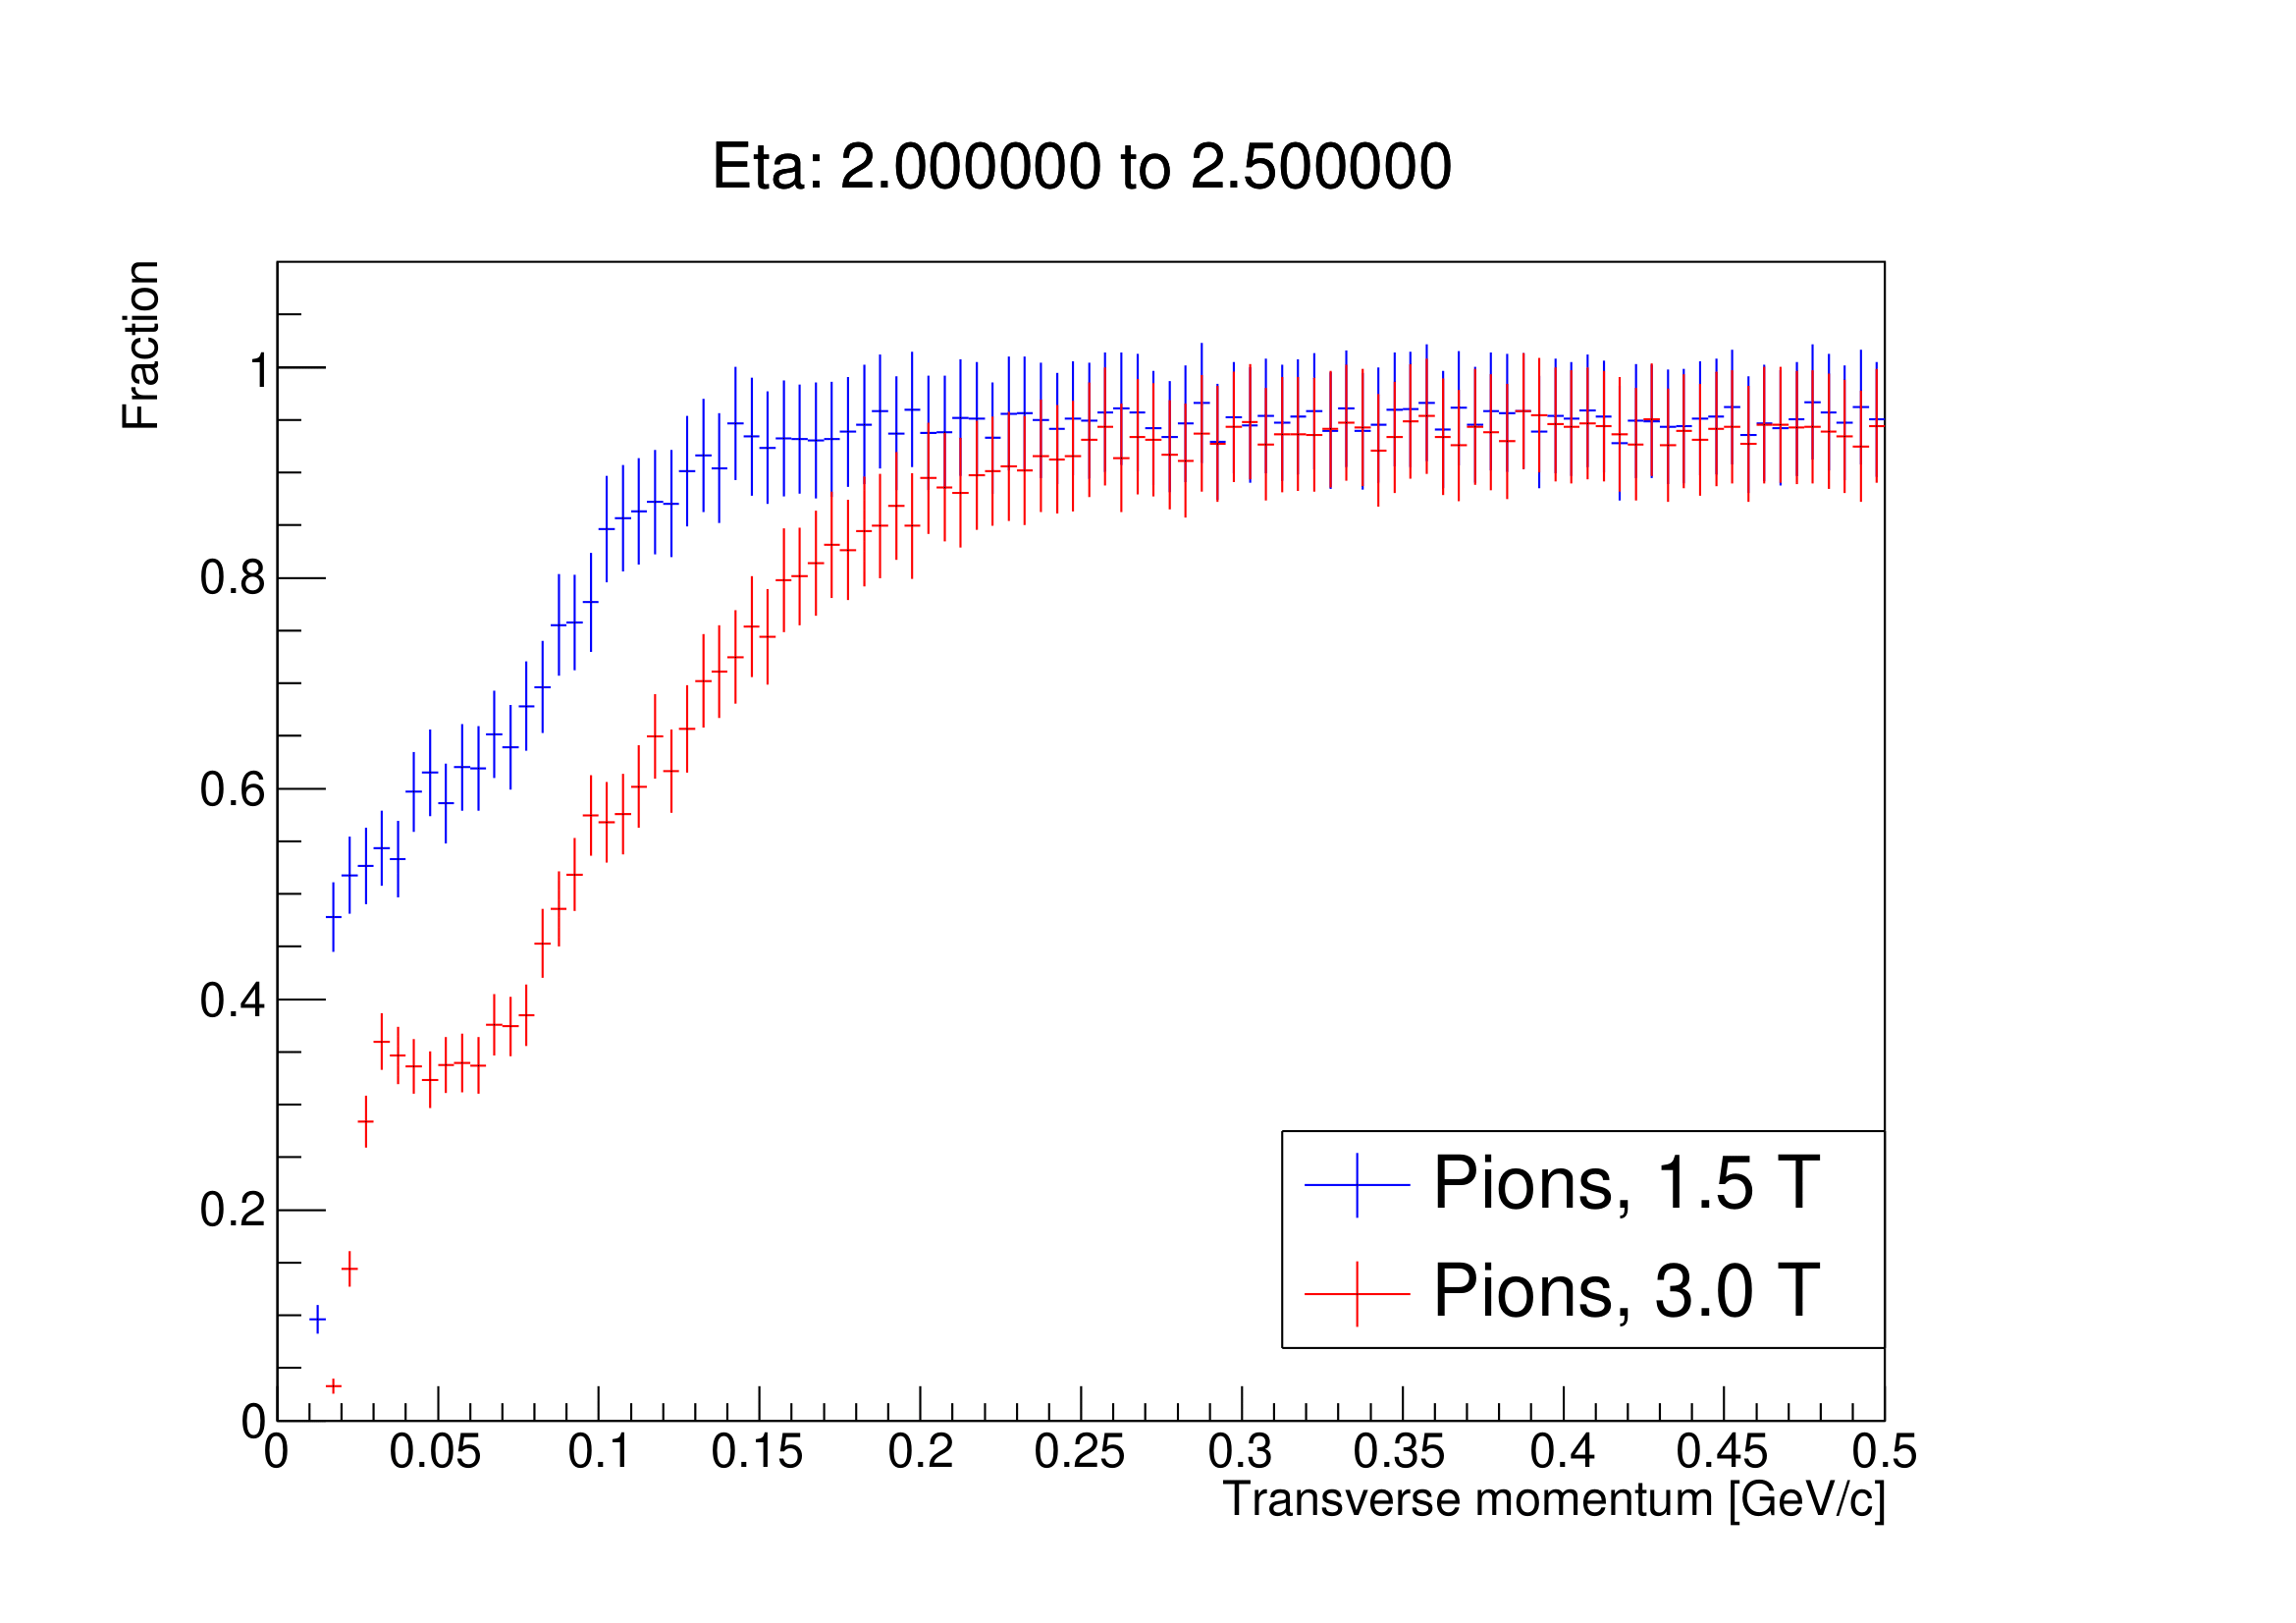 Eta: 2.000000 to 2.500000
Fraction
1
0.8
0.6
0.4
0.2
0
0 0.05 0.1 0.15 0.2 0.25 0.3 0.35 0.4 0.45 0.5
Transverse momentum [GeV/c]
Pions, 1.5 T
Pions, 3.0 T